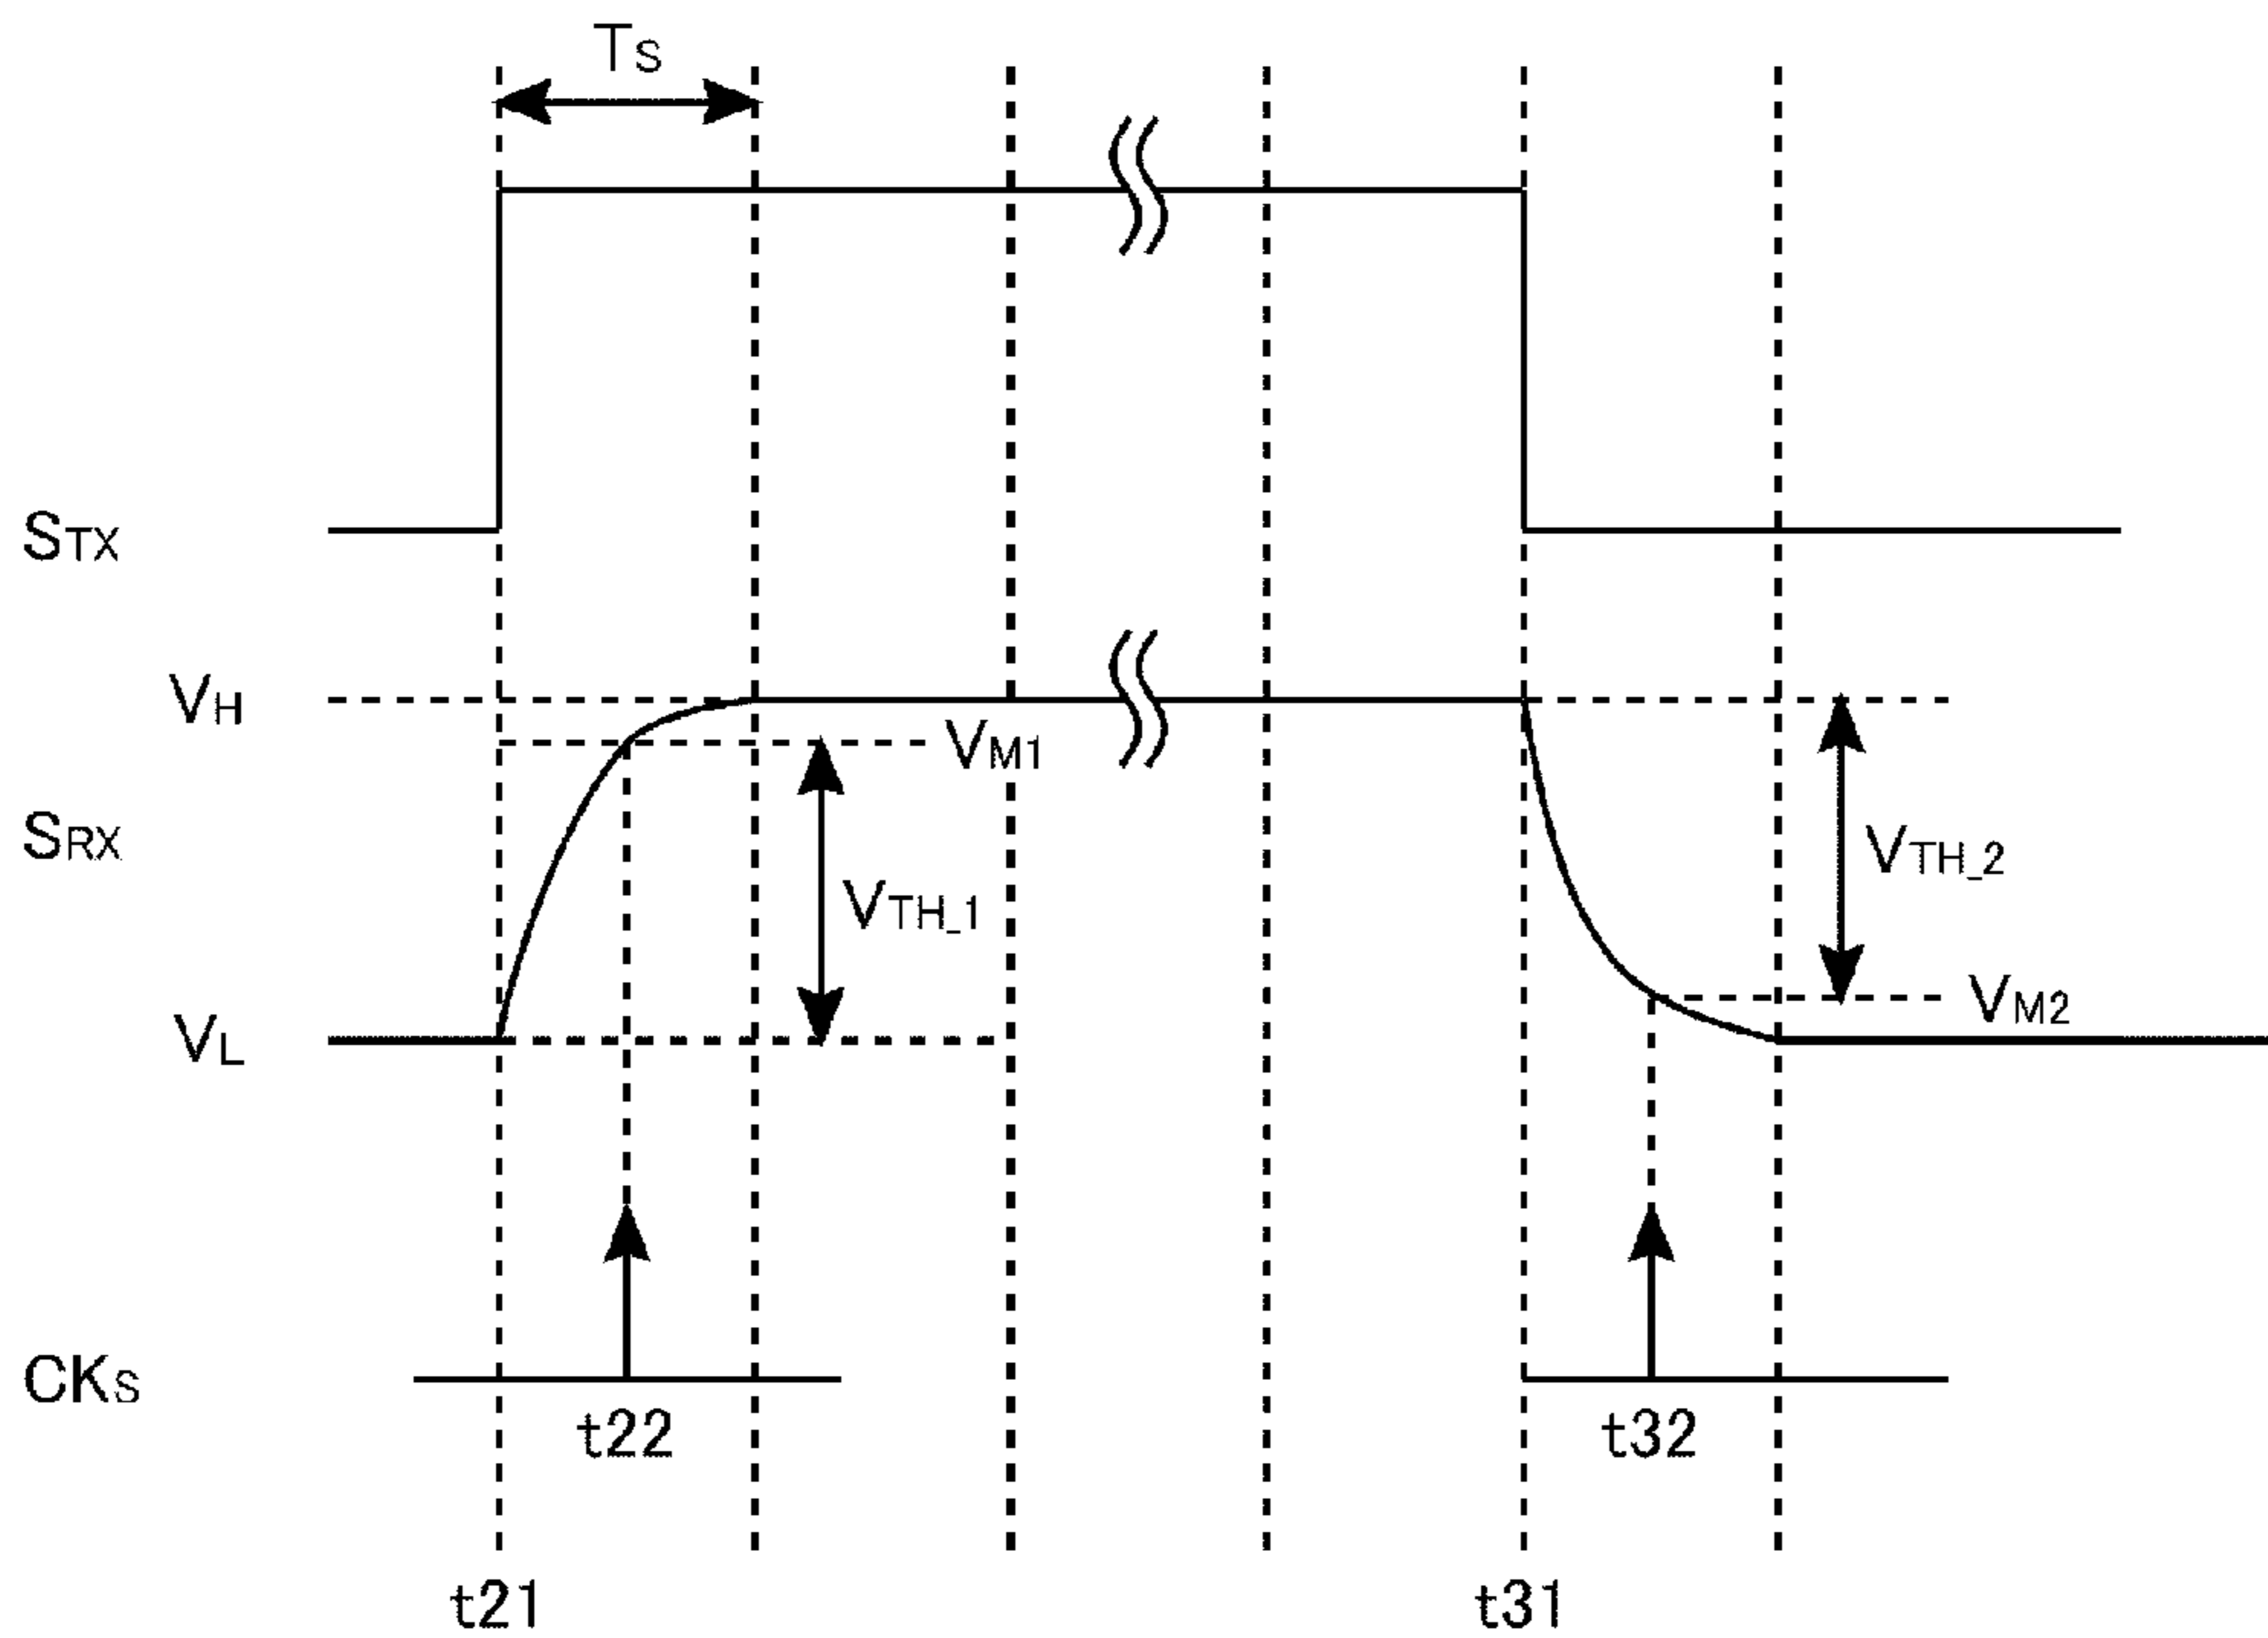 TS
STX
VH
VM1
SRX
VTH_2
VTH_1
VM2
VL
CKS
t22
t32
t21
t31